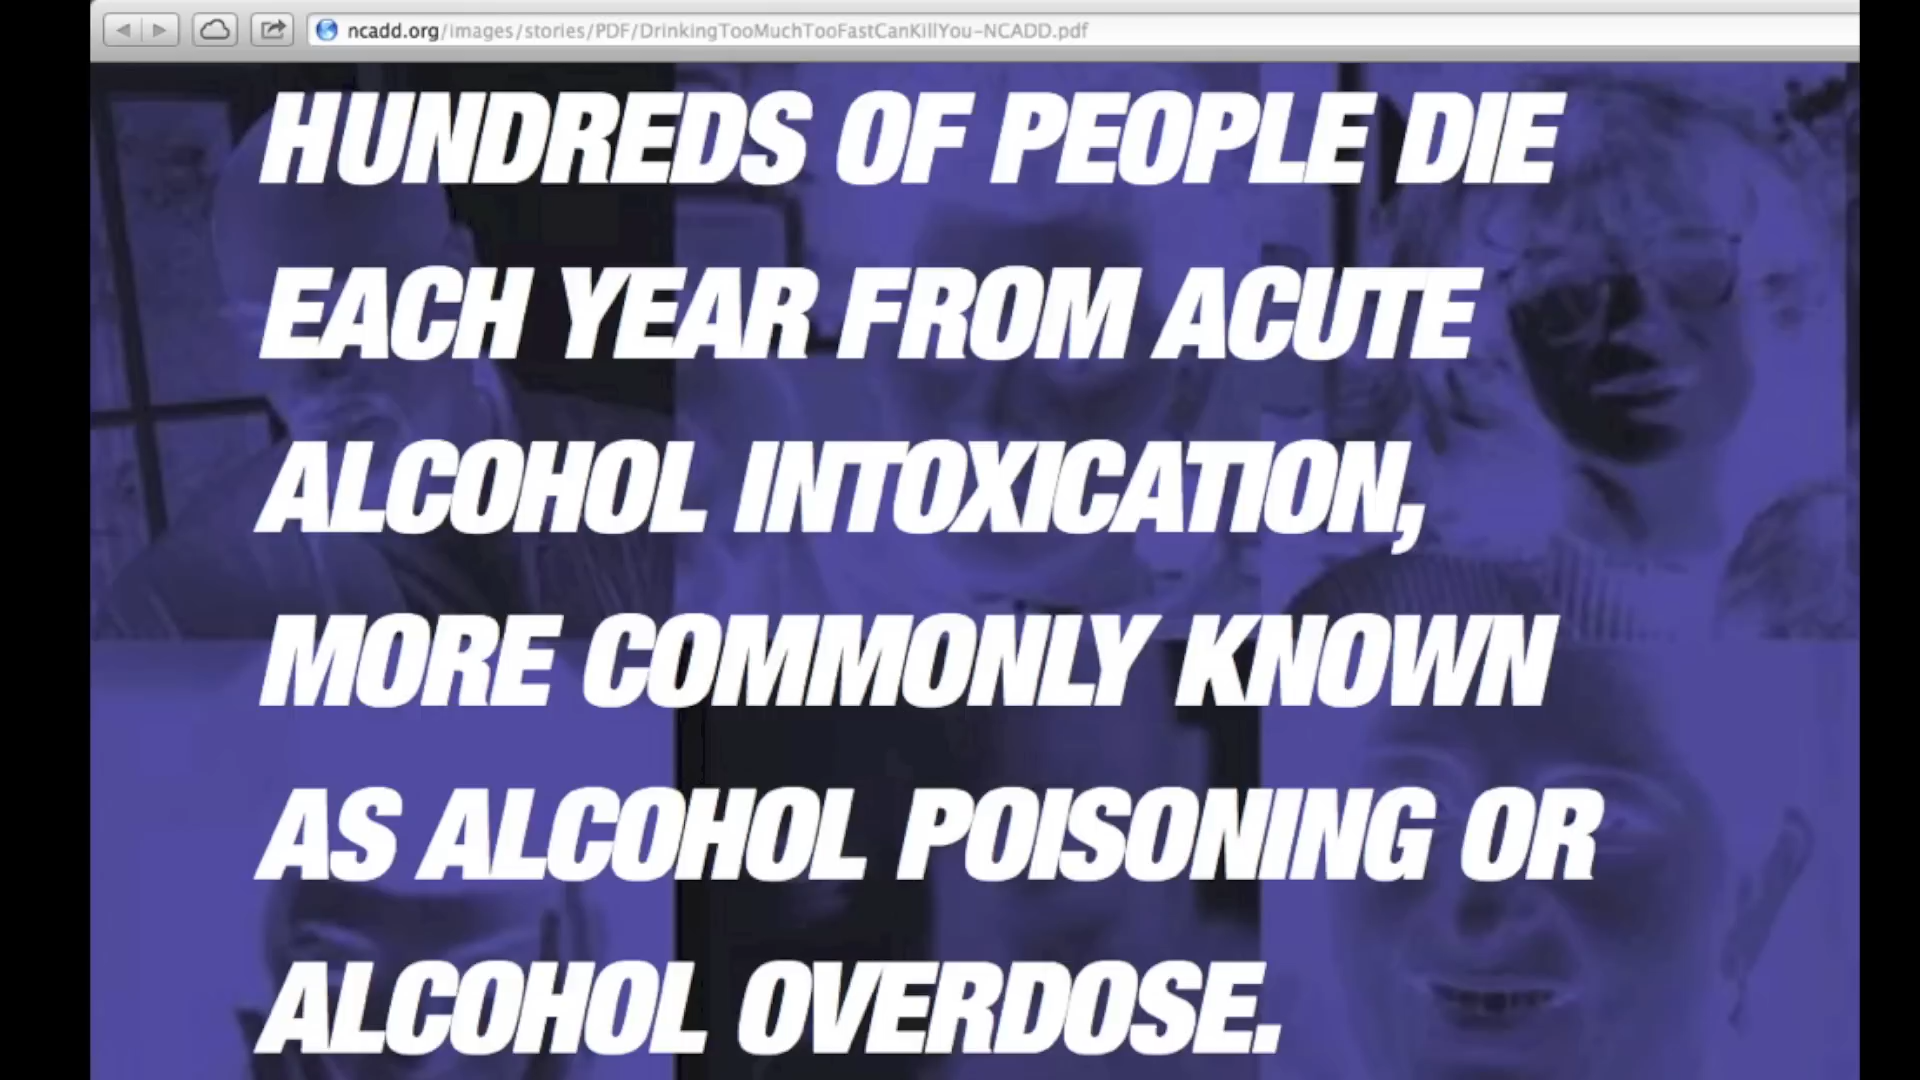 ncadd.org/images/stories/PDF/DrinkingTooMuchTooFastCanKillYou-NCADD.pdf
HUNDREDS OF PEOPLE DIE
EACH YEAR FROM ACUTE
ALCOHOL INTOXICATION,
MORE COMMONLY KNOWN
AS ALCOHOL POISONING OR
ALCOHOL OVERDOSE.